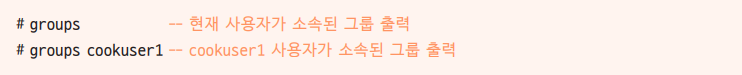 # groups -- 현재 사용자가 소속된 그룹 출력
# groups cookuser1 -- cookuser1 사용자가 소속된 그룹 출력